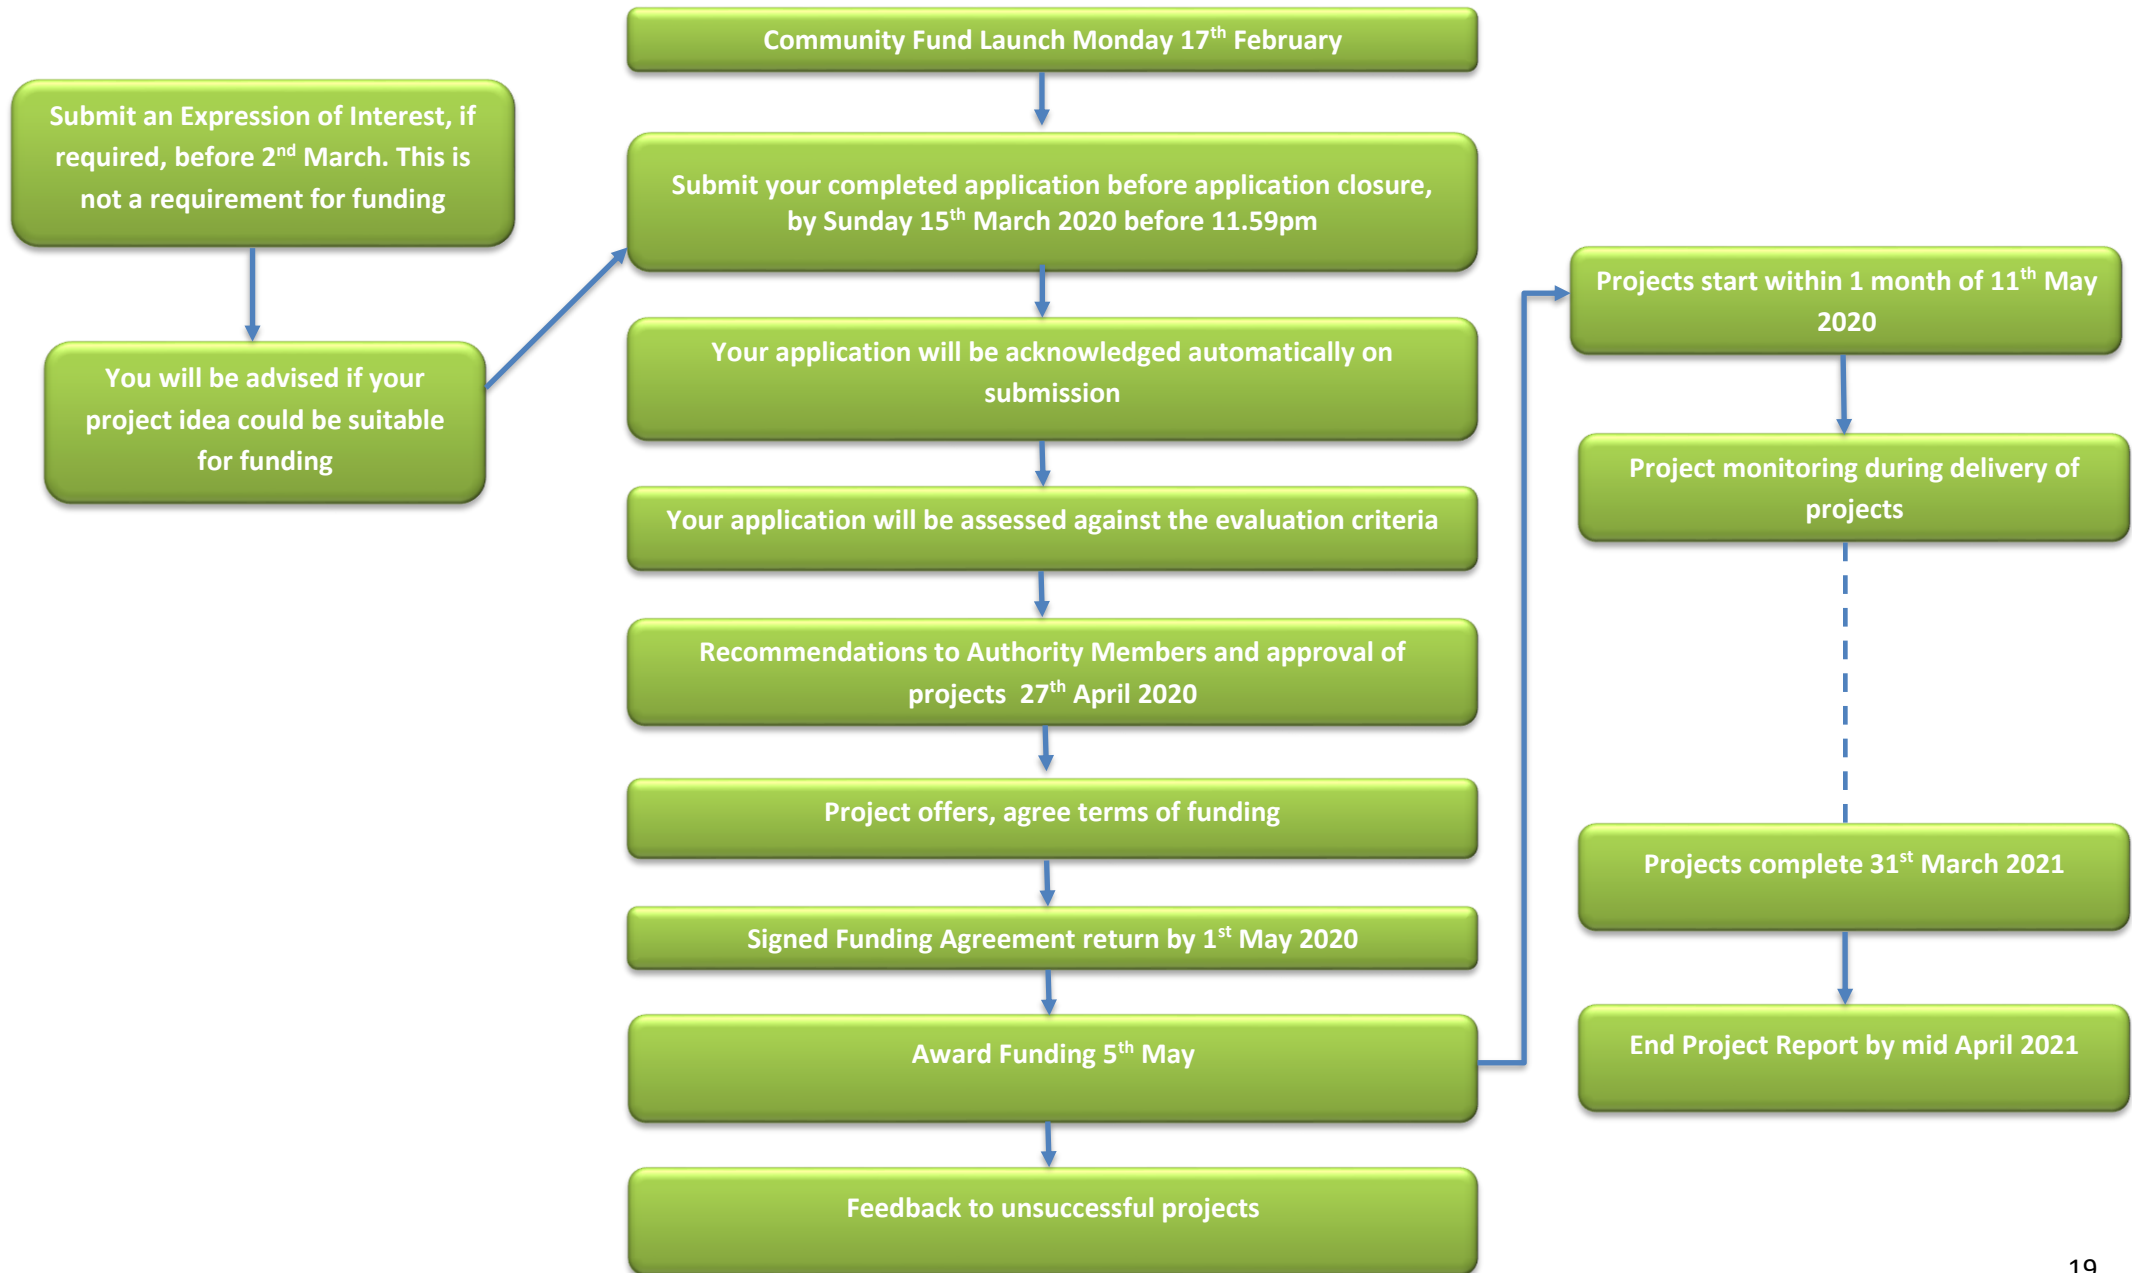 Community Fund Launch Monday 17th February
Submit an Expression of Interest, if
required, before 2nd March. This is
not a requirement for funding
You will be advised if your
project idea could be suitable
for funding
Submit your completed application before application closure,
by Sunday 15th March 2020 before 11.59pm
Your application will be acknowledged automatically on
submission
Your application will be assessed against the evaluation criteria
Recommendations to Authority Members and approval of
projects 27th April 2020
Project offers, agree terms of funding
Signed Funding Agreement return by 1st May 2020
Award Funding 5th May
Feedback to unsuccessful projects
Projects start within 1 month of 11th May
2020
Project monitoring during delivery of
projects
Projects complete 31st March 2021
End Project Report by mid April 2021
19